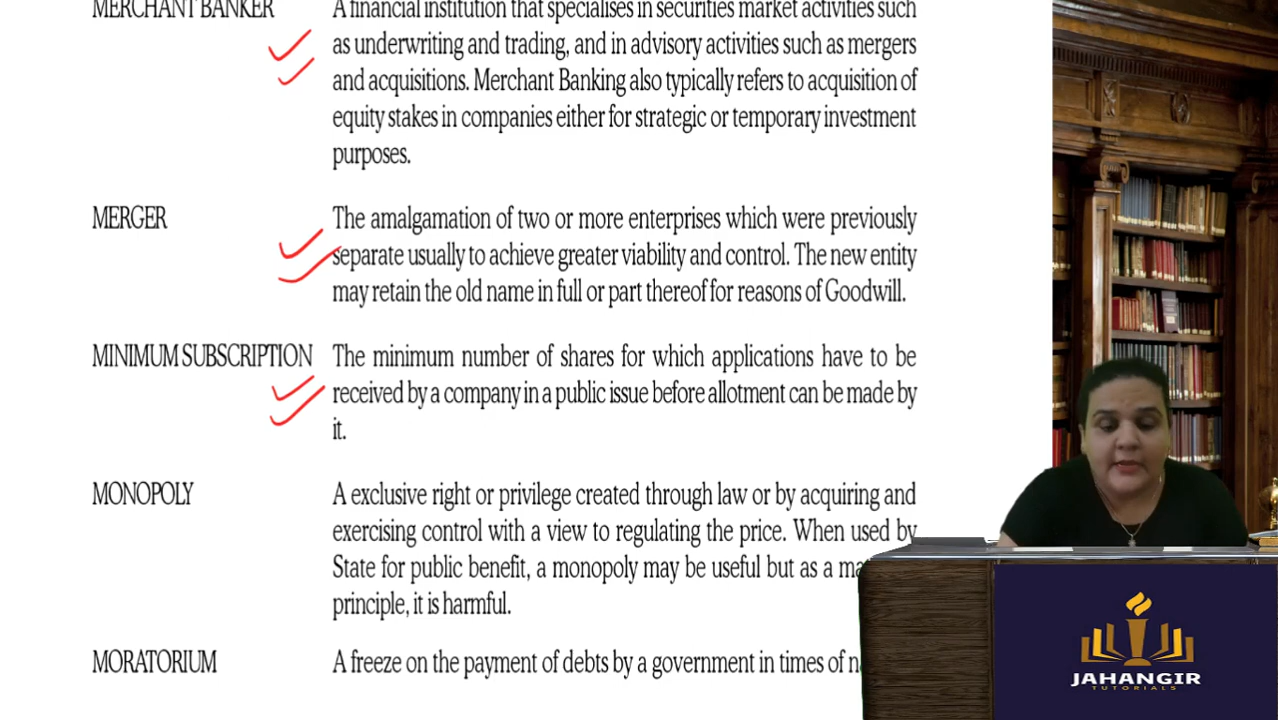 MERCHANT BANKER A financial institution that specialises in securities market activities such
as underwriting and trading, and in advisory activities such as mergers
and acquisitions. Merchant Banking also typically refers to acquisition of
equity stakes in companies either for strategic or temporary investment
purposes.
MERGER The amalgamation of two or more enterprises which were previously
separate usually to achieve greater viability and control. The new entity
may retain the old name in full or part thereof for reasons of Goodwill.
MINIMUM SUBSCRIPTION The minimum number of shares for which applications have to be
received by a company in a public issue before allotment can be made by
it.
MONOPOLY A exclusive right or privilege created through law or by acquiring and
exercising control with a view to regulating the price. When used by
State for public benefit, a monopoly may be useful but as a
principle, it is harmful.
MORATORIUM A freeze on the payment of debts by a government in times of
JAHANGIR
TUTORIALS